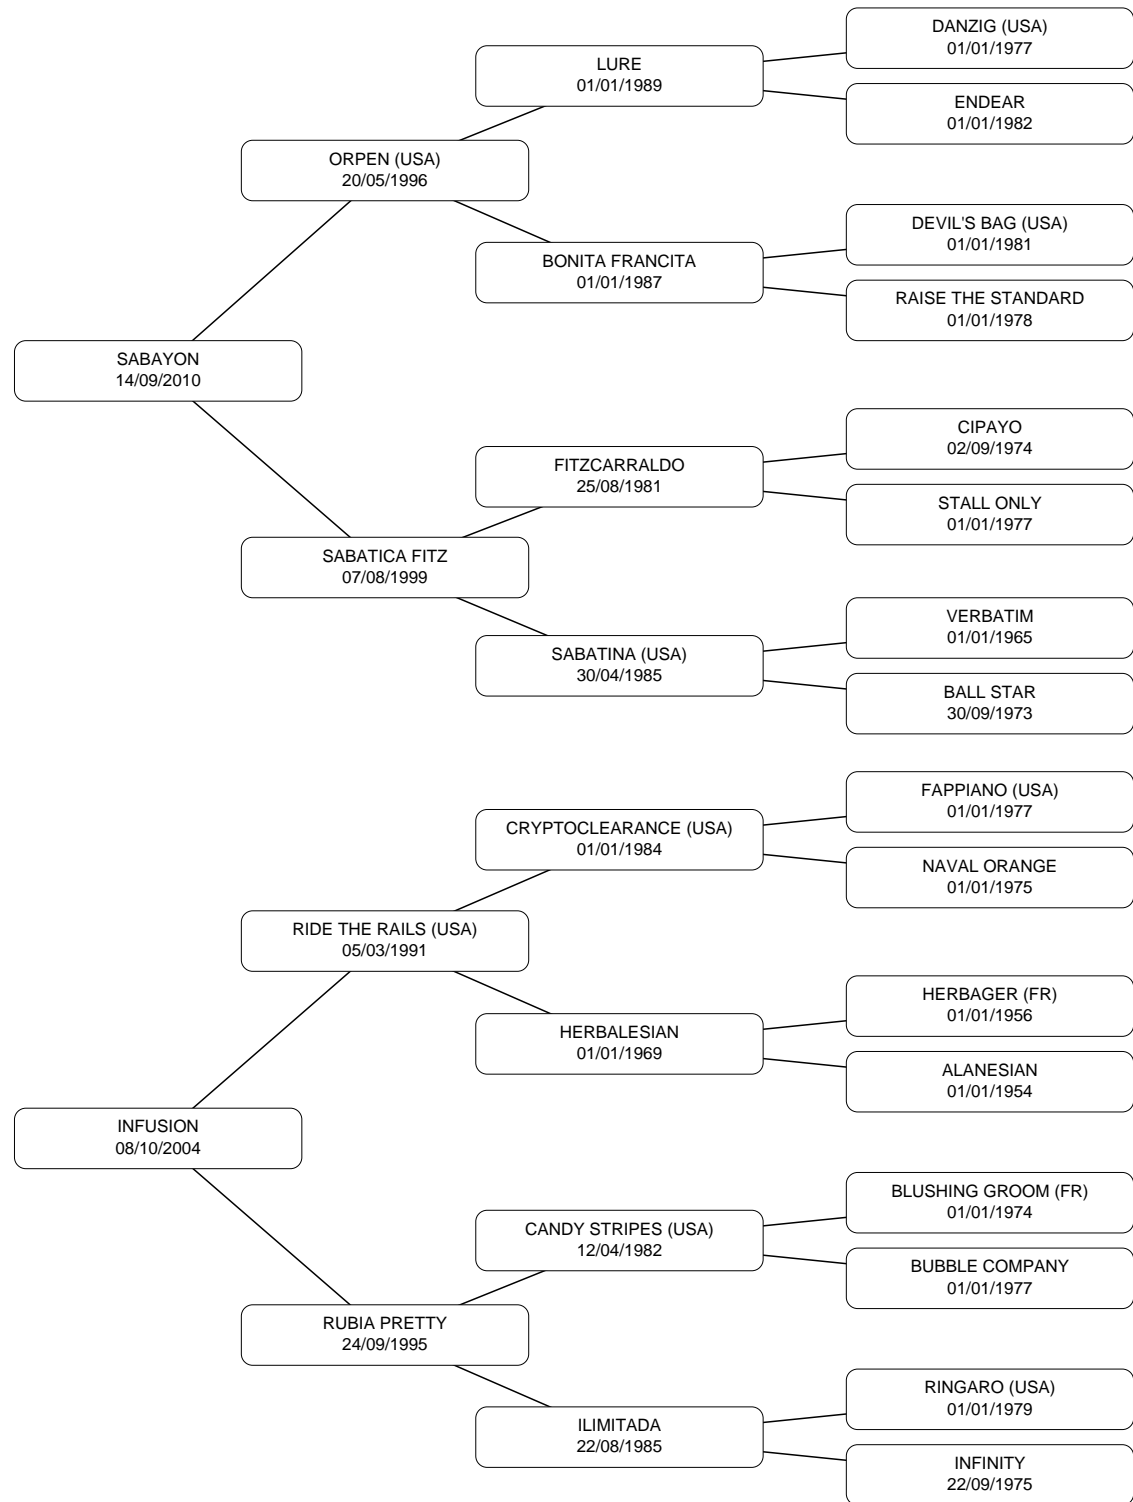 DANZIG (USA)
01/01/1977
LURE
01/01/1989
ENDEAR
01/01/1982
ORPEN (USA)
20/05/1996
DEVIL'S BAG (USA)
01/01/1981
BONITA FRANCITA
01/01/1987
RAISE THE STANDARD
01/01/1978
SABAYON
14/09/2010
CIPAYO
02/09/1974
FITZCARRALDO
25/08/1981
STALL ONLY
01/01/1977
SABATICA FITZ
07/08/1999
VERBATIM
01/01/1965
SABATINA (USA)
30/04/1985
BALL STAR
30/09/1973
FAPPIANO (USA)
01/01/1977
CRYPTOCLEARANCE (USA)
01/01/1984
NAVAL ORANGE
01/01/1975
RIDE THE RAILS (USA)
05/03/1991
HERBAGER (FR)
01/01/1956
HERBALESIAN
01/01/1969
ALANESIAN
01/01/1954
INFUSION
08/10/2004
BLUSHING GROOM (FR)
01/01/1974
CANDY STRIPES (USA)
12/04/1982
BUBBLE COMPANY
01/01/1977
RUBIA PRETTY
24/09/1995
RINGARO (USA)
01/01/1979
ILIMITADA
22/08/1985
INFINITY
22/09/1975